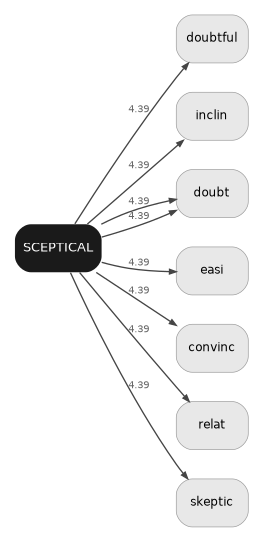 doubtful
4.39
inclin
4.39
doubt
4.39
4.39
SCEPTICAL
4.39
easi
4.39
convinc
4.39
relat
4.39
skeptic